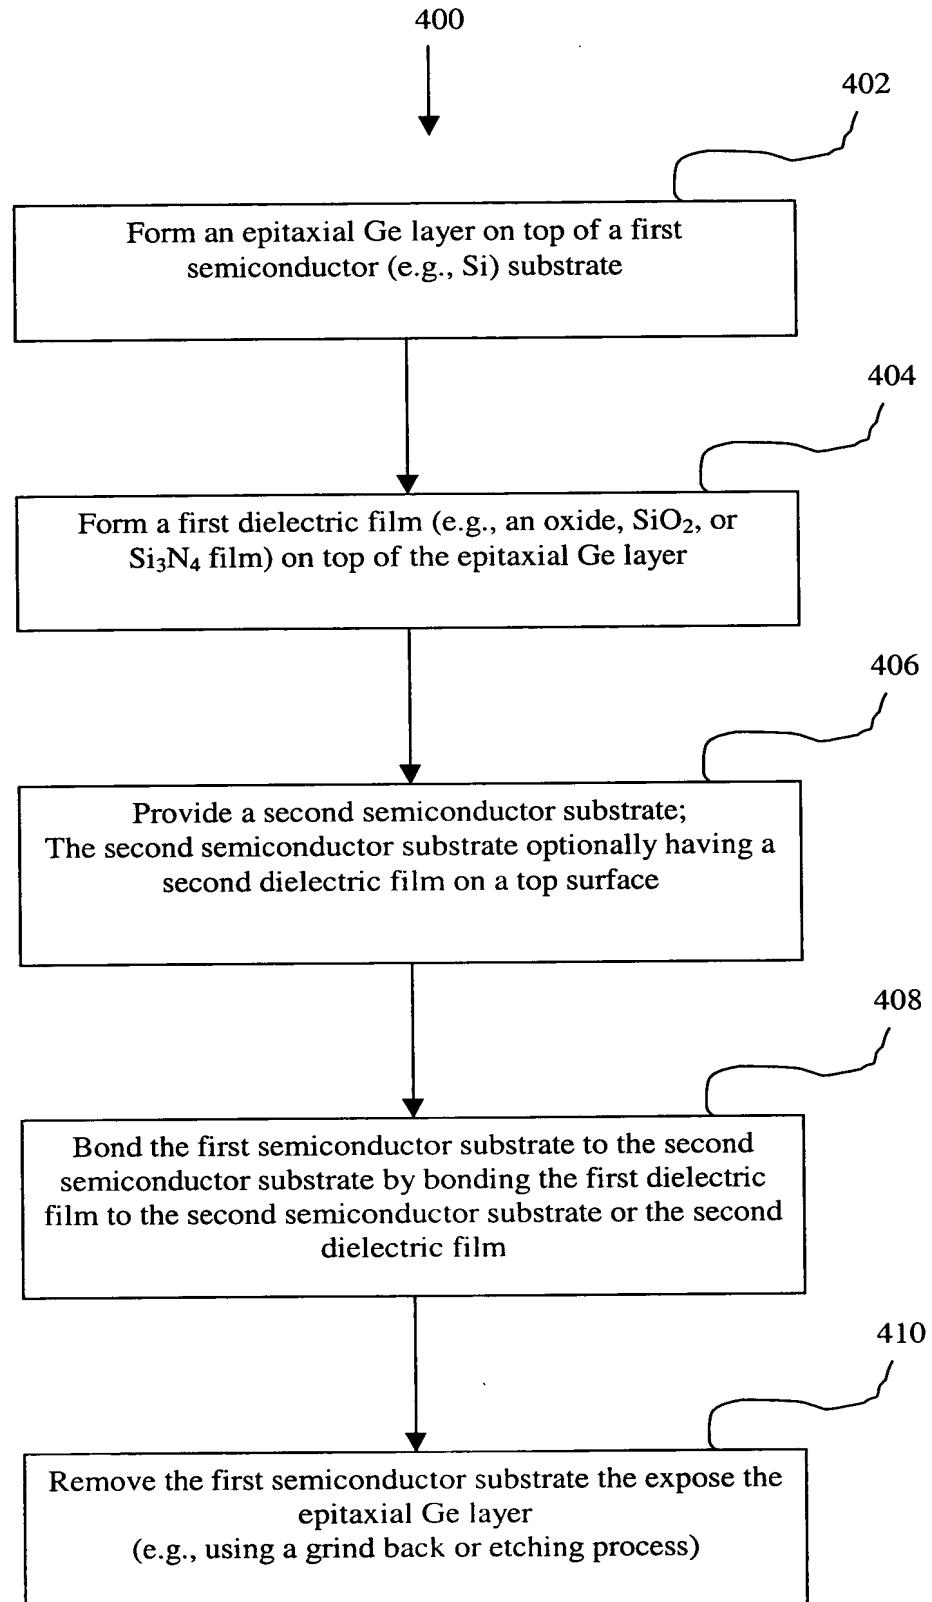 400
402
Form an epitaxial Ge layer on top of a first
semiconductor (e.g., Si) substrate
404
Form a first dielectric film (e.g., an oxide, SiO₂, or
Si₃N₄ film) on top of the epitaxial Ge layer
406
Provide a second semiconductor substrate;
The second semiconductor substrate optionally having a
second dielectric film on a top surface
408
Bond the first semiconductor substrate to the second
semiconductor substrate by bonding the first dielectric
film to the second semiconductor substrate or the second
dielectric film
410
Remove the first semiconductor substrate the expose the
epitaxial Ge layer
(e.g., using a grind back or etching process)